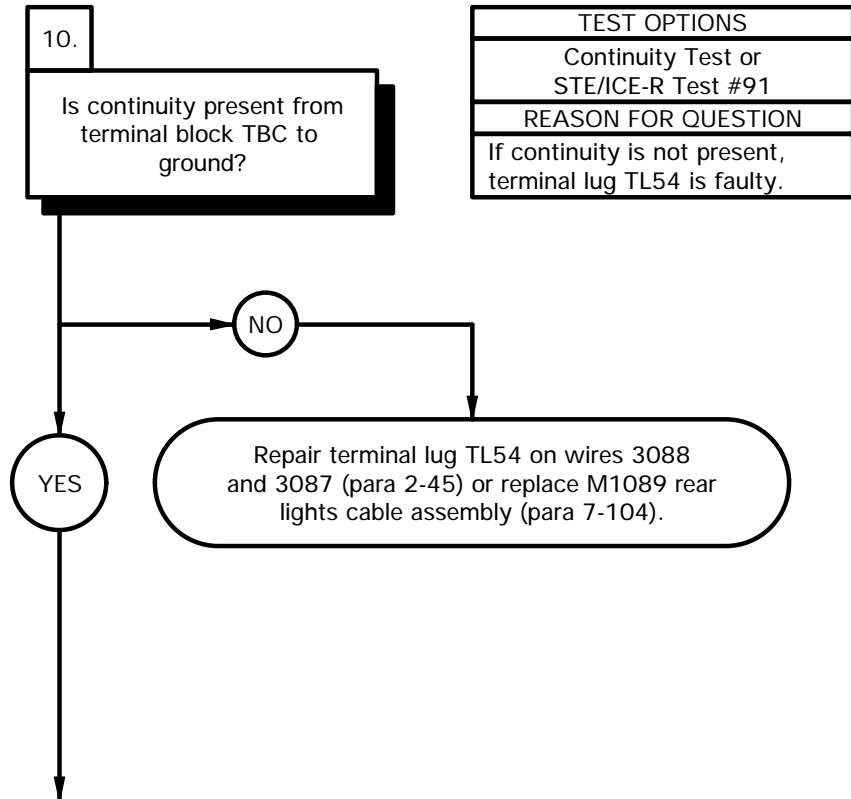 10.
Is continuity present from
terminal block TBC to
ground?
TEST OPTIONS
Continuity Test or
STE/ICE-R Test #91
REASON FOR QUESTION
If continuity is not present,
terminal lug TL54 is faulty.
NO
YES
Repair terminal lug TL54 on wires 3088
and 3087 (para 2-45) or replace M1089 rear
lights cable assembly (para 7-104).